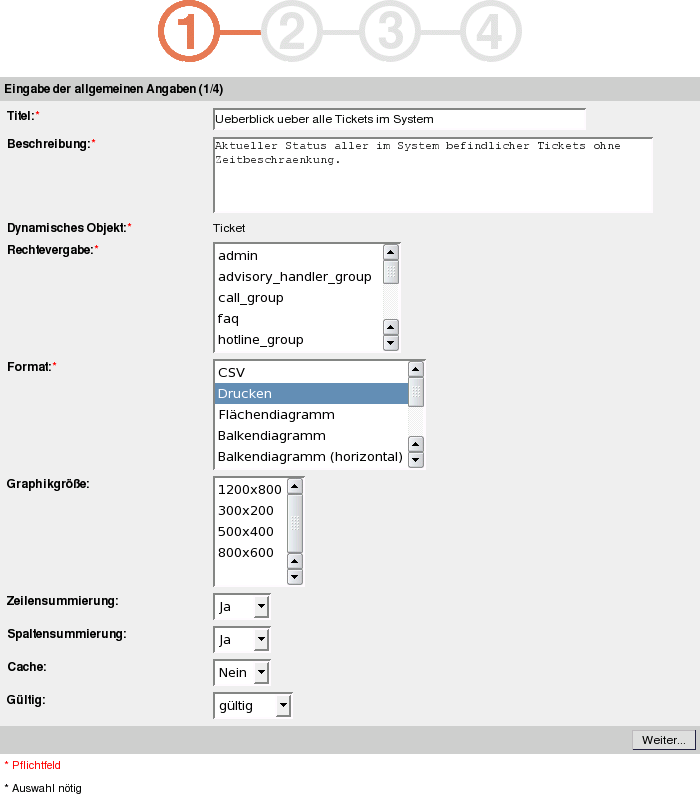 1 2 3 4
Eingabe der allgemeinen Angaben (1/4)
Titel:* Ueberblick ueber alle Tickets im System
Beschreibung:* Aktueller Status aller im System befindlicher Tickets ohne
Zeitbeschraenkung.
Dynamisches Objekt:* Ticket
Rechtevergabe:*
admin
advisory_handler_group
call_group
faq
hotline_group
Format:*
CSV
Drucken
Flächendiagramm
Balkendiagramm
Balkendiagramm (horizontal)
Graphikgröße:
1200x800
300x200
500x400
800x600
Zeilensummierung: Ja
Spaltensummierung: Ja
Cache: Nein
Gültig: gültig
Weiter...
* Pflichtfeld
* Auswahl nötig